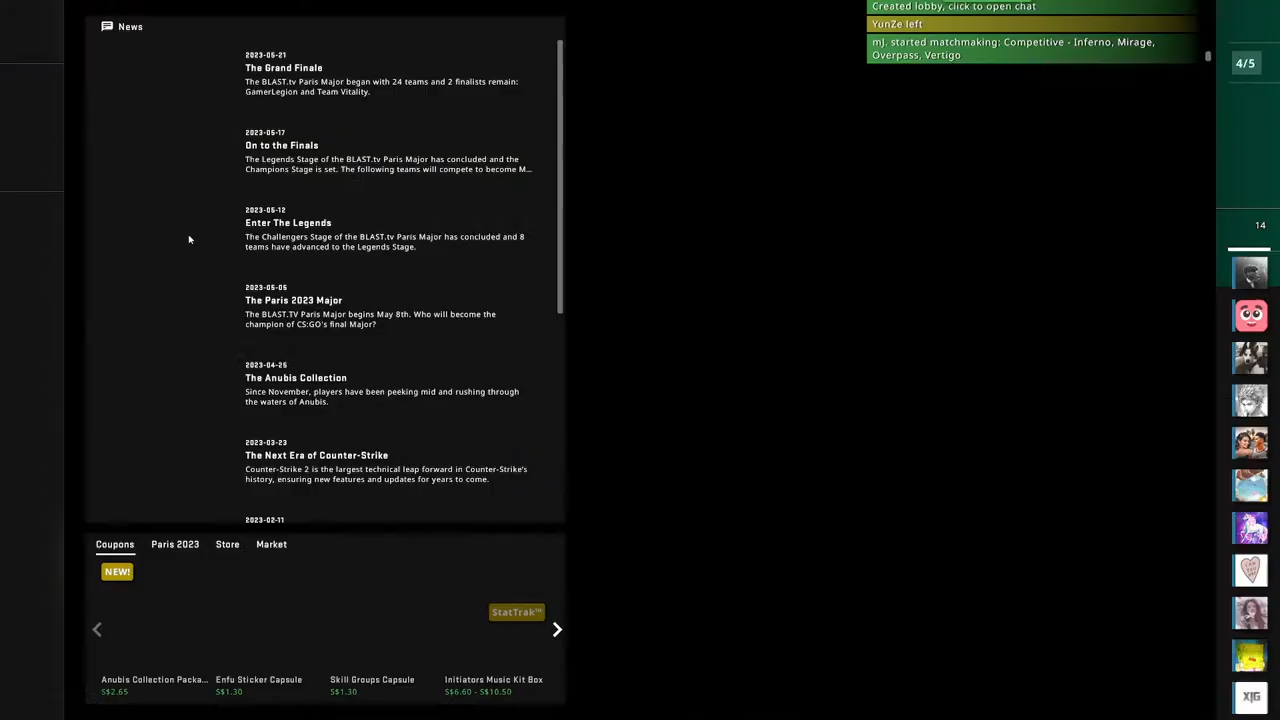 News
2023-05-21
The Grand Finale
The BLAST.tv Paris Major began with 24 teams and 2 finalists remain:
GamerLegion and Team Vitality.
2023-05-17
On to the Finals
The Legends Stage of the BLAST.tv Paris Major has concluded and the
Champions Stage is set. The following teams will compete to become M...
2023-05-12
Enter The Legends
The Challengers Stage of the BLAST.tv Paris Major has concluded and 8
teams have advanced to the Legends Stage.
2023-05-05
The Paris 2023 Major
The BLAST.TV Paris Major begins May 8th. Who will become the
champion of CS:GO's final Major?
2023-04-25
The Anubis Collection
Since November, players have been peeking mid and rushing through
the waters of Anubis.
2023-03-23
The Next Era of Counter-Strike
Counter-Strike 2 is the largest technical leap forward in Counter-Strike's
history, ensuring new features and updates for years to come.
2023-02-11
Coupons Paris 2023 Store Market
NEW!
StatTrak™
Anubis Collection Packa... Enfu Sticker Capsule Skill Groups Capsule Initiators Music Kit Box
S$2.65 S$1.30 S$1.30 S$6.60 - S$10.50
Created lobby, click to open chat
YunZe left
mJ. started matchmaking: Competitive - Inferno, Mirage,
Overpass, Vertigo
4/5
14
XIG